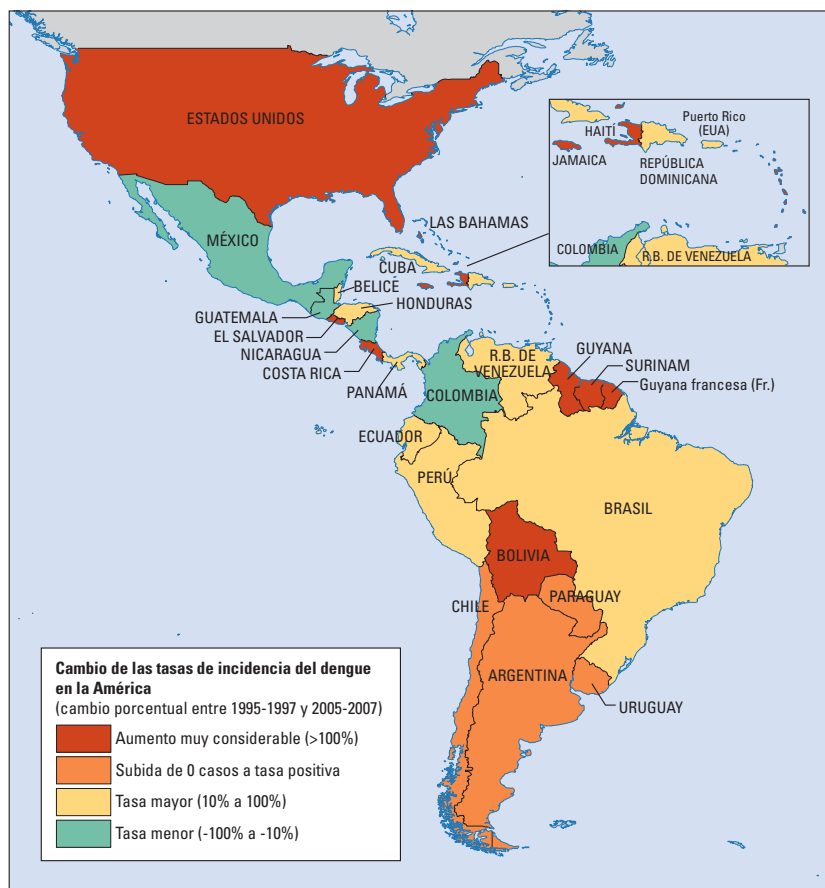 ESTADOS UNIDOS
Puerto Rico
(EUA)
HAITÍ
JAMAICA
REPÚBLICA
DOMINICANA
COLOMBIA
R.B. DE VENEZUELA
LAS BAHAMAS
MÉXICO
CUBA
BELICE
HONDURAS
GUATEMALA
EL SALVADOR
NICARAGUA
COSTA RICA
PANAMÁ
R.B. DE
VENEZUELA
GUYANA
SURINAM
Guyana francesa (Fr.)
COLOMBIA
ECUADOR
PERÚ
BRASIL
BOLIVIA
PARAGUAY
CHILE
ARGENTINA
URUGUAY
Cambio de las tasas de incidencia del dengue
en la América
(cambio porcentual entre 1995-1997 y 2005-2007)
Aumento muy considerable (>100%)
Subida de 0 casos a tasa positiva
Tasa mayor (10% a 100%)
Tasa menor (-100% a -10%)